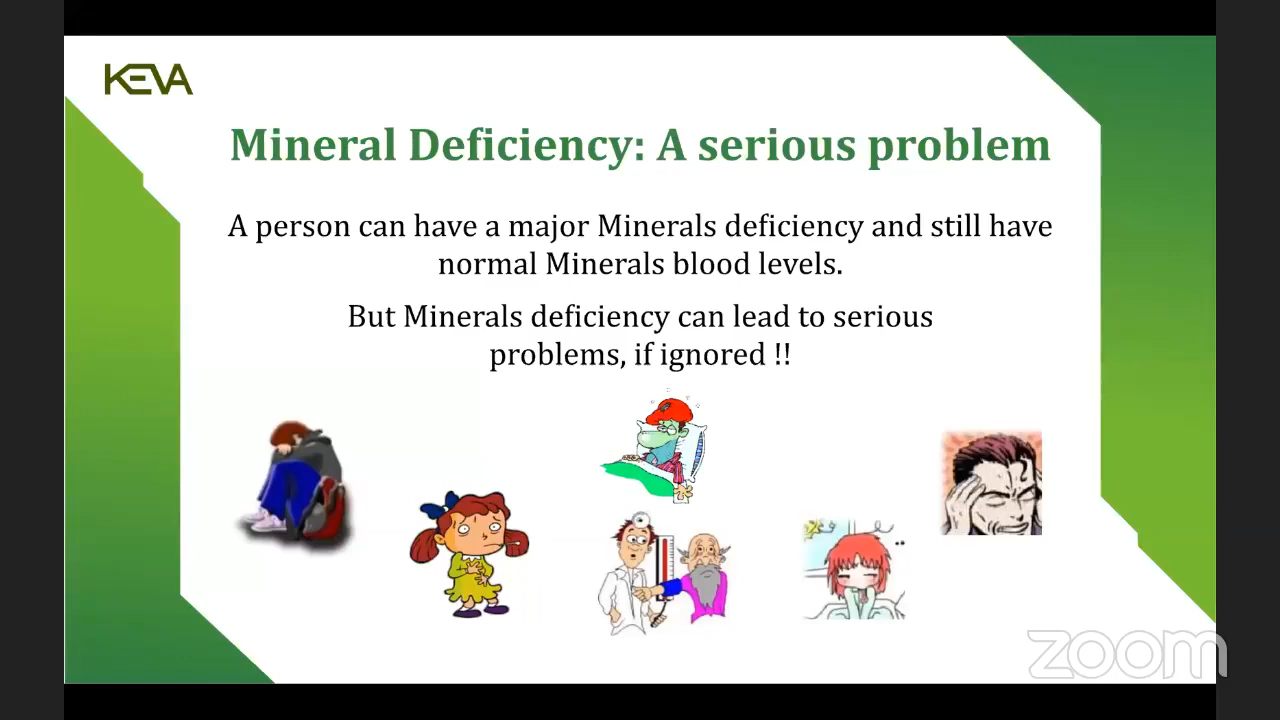 KEVA
Mineral Deficiency: A serious problem
A person can have a major Minerals deficiency and still have
normal Minerals blood levels.
But Minerals deficiency can lead to serious
problems, if ignored !!
zoom